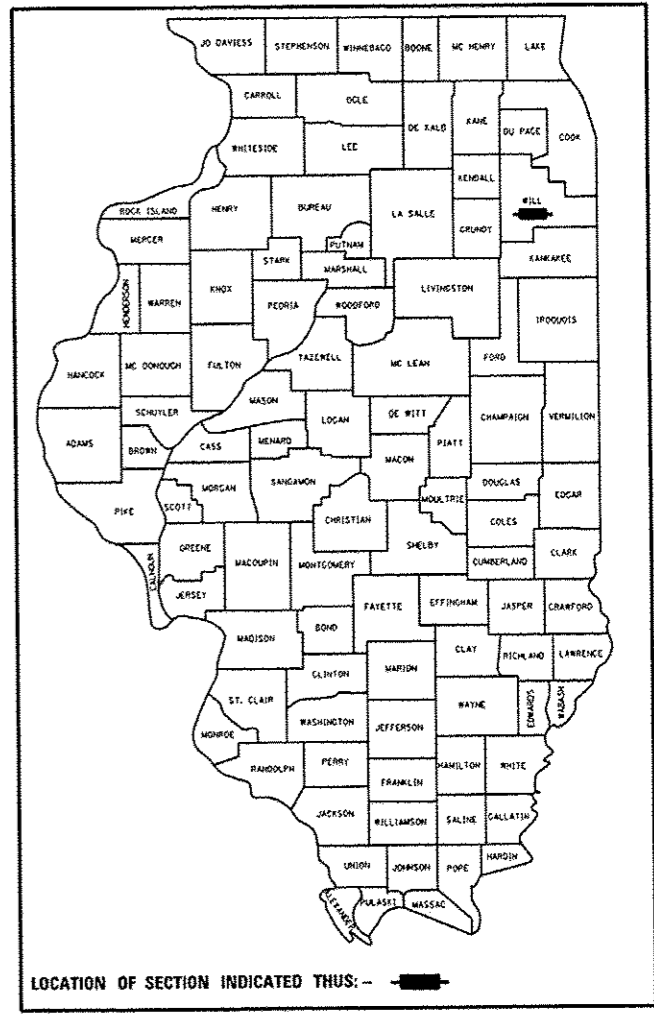 JO DAVIESS STEPHENSON WINNEBAGO BOONE MC HENRY LAKE
CARROLL OGLE DE KALB KANE DU PAGE COOK
WHITESIDE LEE KENDALL WILL
ROCK ISLAND HENRY BUREAU LA SALLE GRUNDY
MERCER PUTNAM KANKAKEE
STARK MARSHALL
HENDERSON WARREN KNOX PEORIA WOODFORD LIVINGSTON IROQUOIS
HANCOCK MC DONOUGH FULTON TAZEWELL MC LEAN FORD
SCHUYLER MASON LOGAN DE WITT CHAMPAIGN VERMILION
ADAMS BROWN CASS MENARD MACON PIATT
PIKE SCOTT MORGAN SANGAMON CHRISTIAN MOULTRIE DOUGLAS EDGAR
COLES
CALHOUN GREENE MACOUPIN MONTGOMERY SHELBY CUMBERLAND CLARK
JERSEY FAYETTE EFFINGHAM JASPER CRAWFORD
MADISON BOND
CLINTON MARION CLAY RICHLAND LAWRENCE
ST. CLAIR WASHINGTON WAYNE EDWARDS WABASH
MONROE JEFFERSON
RANDOLPH PERRY HAMILTON WHITE
FRANKLIN
JACKSON WILLIAMSON SALINE GALLATIN
UNION JOHNSON POPE HARDIN
ALEXANDER PULASKI MASSAC
LOCATION OF SECTION INDICATED THUS: -